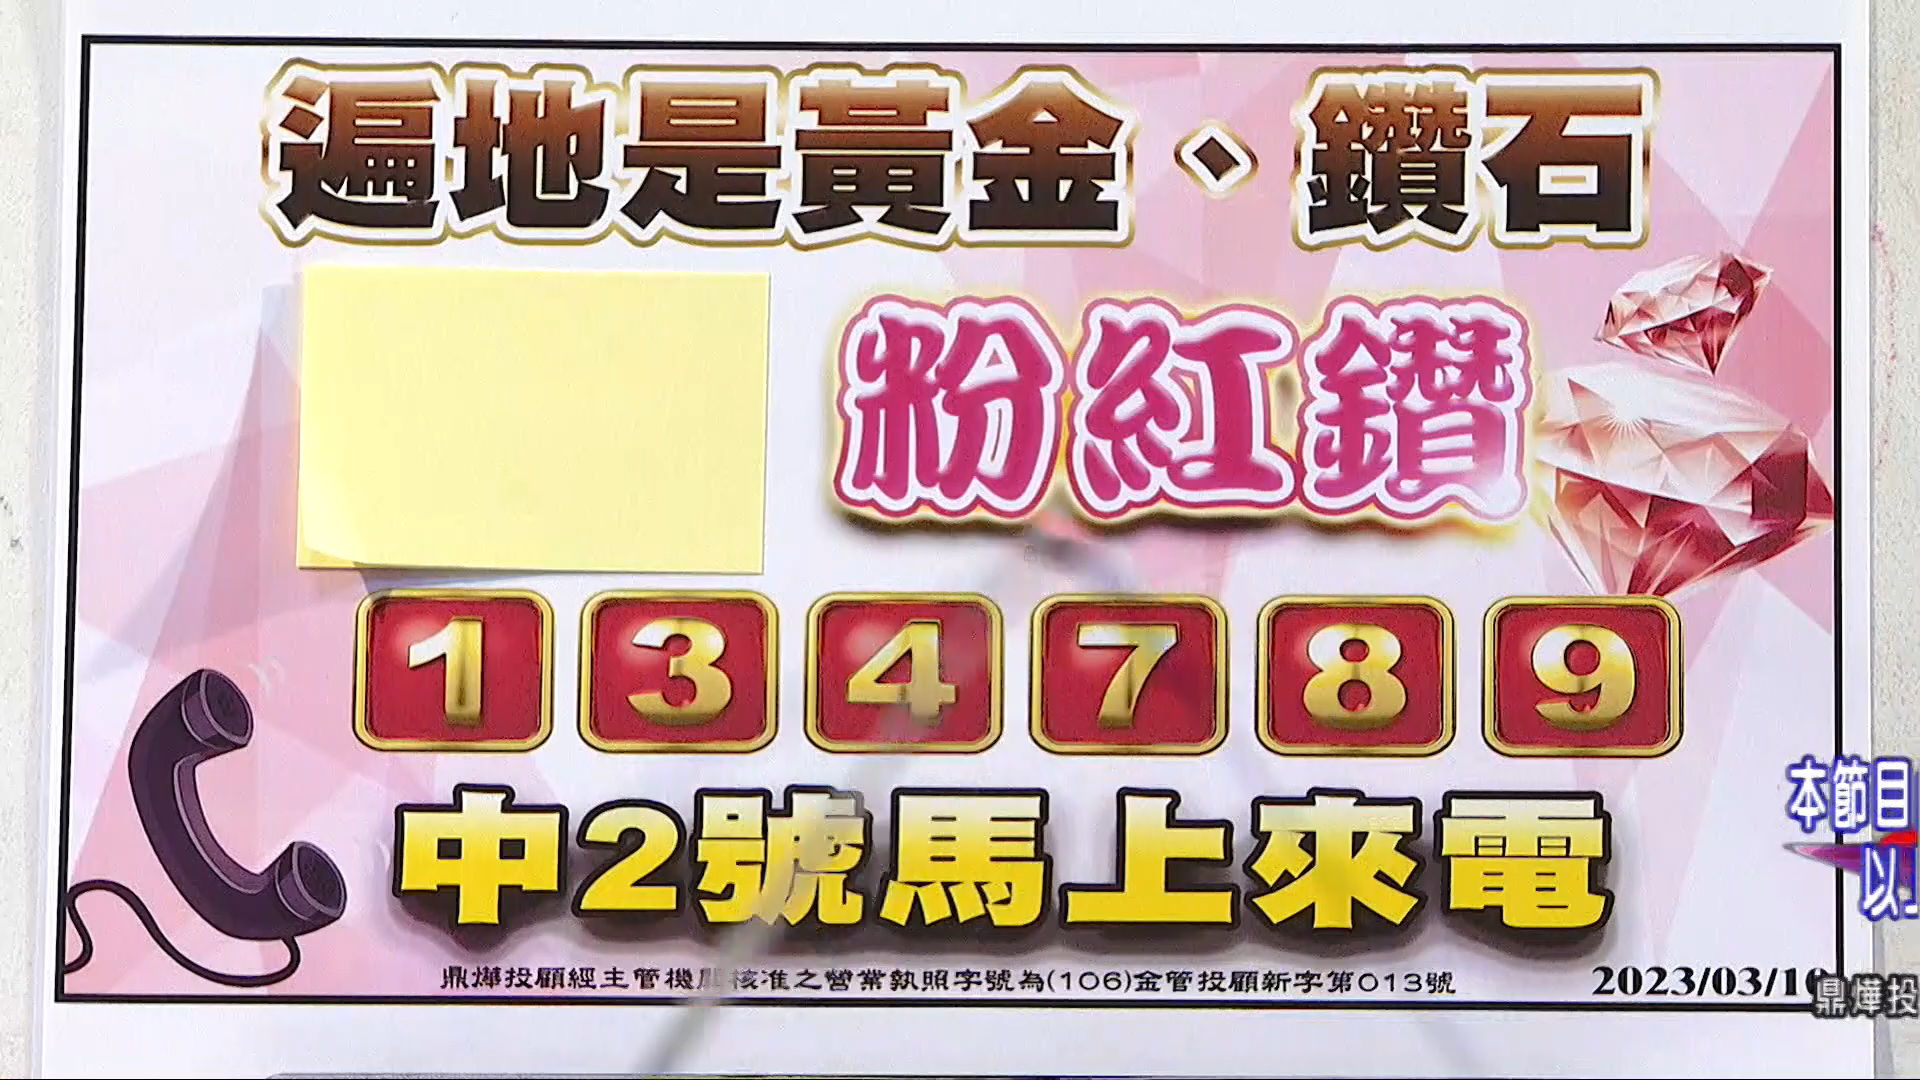 遍地是黃金、鑽石
粉紅鑽
1 3 4 7 8 9
中2號馬上來電
鼎燁投顧經主管機關核准之營業執照字號為(106)金管投顧新字第013號
2023/03/10
本節目
以上
鼎燁投